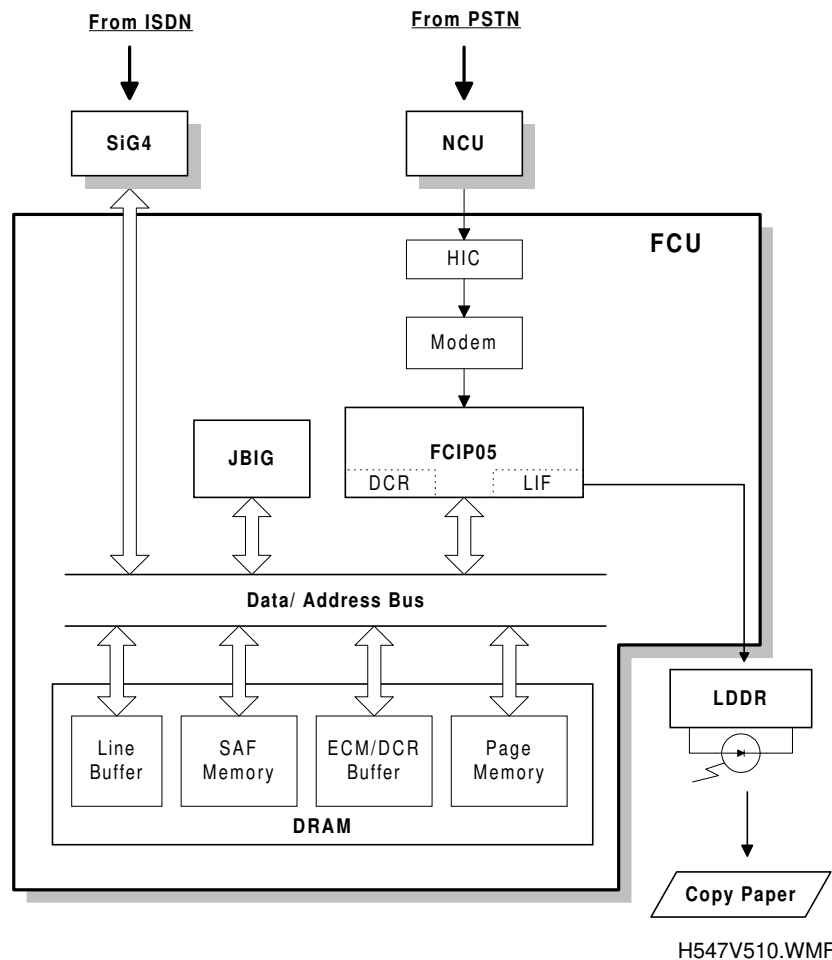 From ISDN
From PSTN
SiG4
NCU
FCU
HIC
Modem
JBIG
FCIP05
DCR
LIF
Data/ Address Bus
LDDR
Line
Buffer
SAF
Memory
ECM/DCR
Buffer
Page
Memory
DRAM
Copy Paper
H547V510.WMF